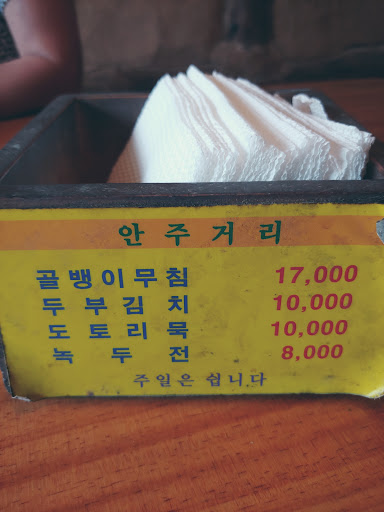 안주거리
골뱅이무침 17,000
두부김치 10,000
도토리묵 10,000
녹두전 8,000
주일은 쉽니다